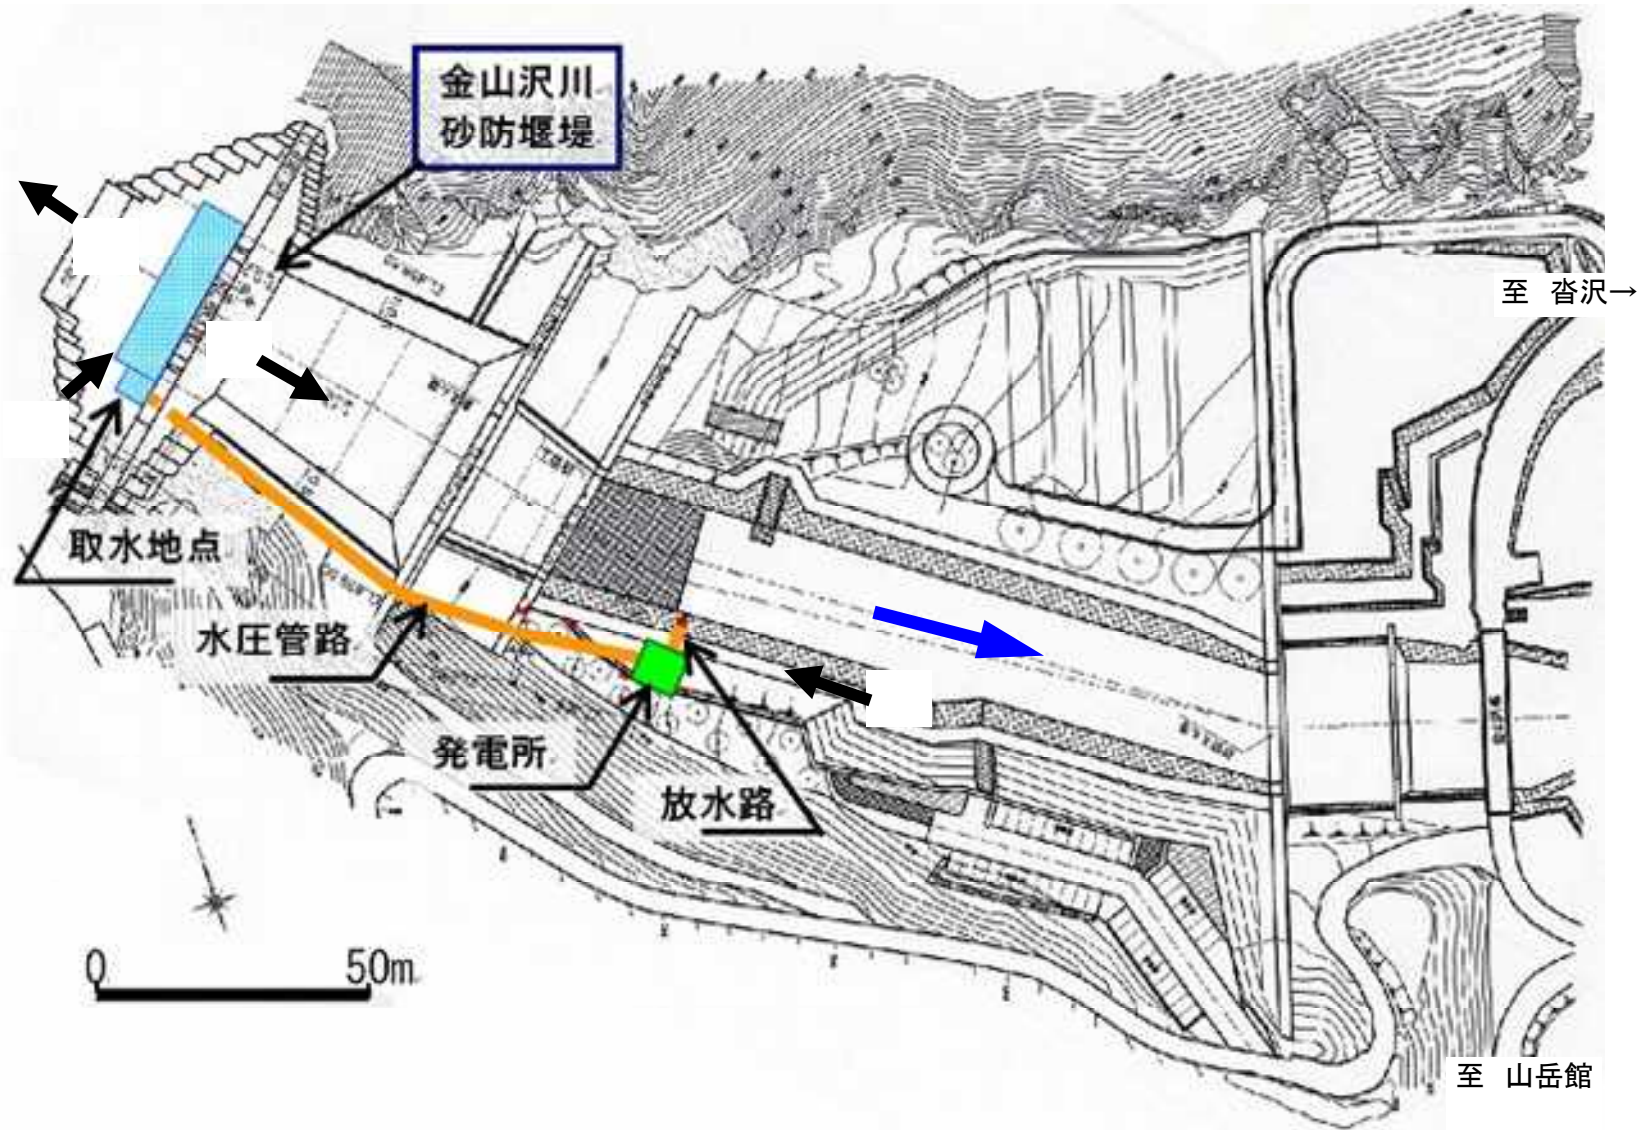 金山沢川
砂防堰堤
至 沓沢→
取水地点
水圧管路
発電所
放水路
0 50m
至 山岳館